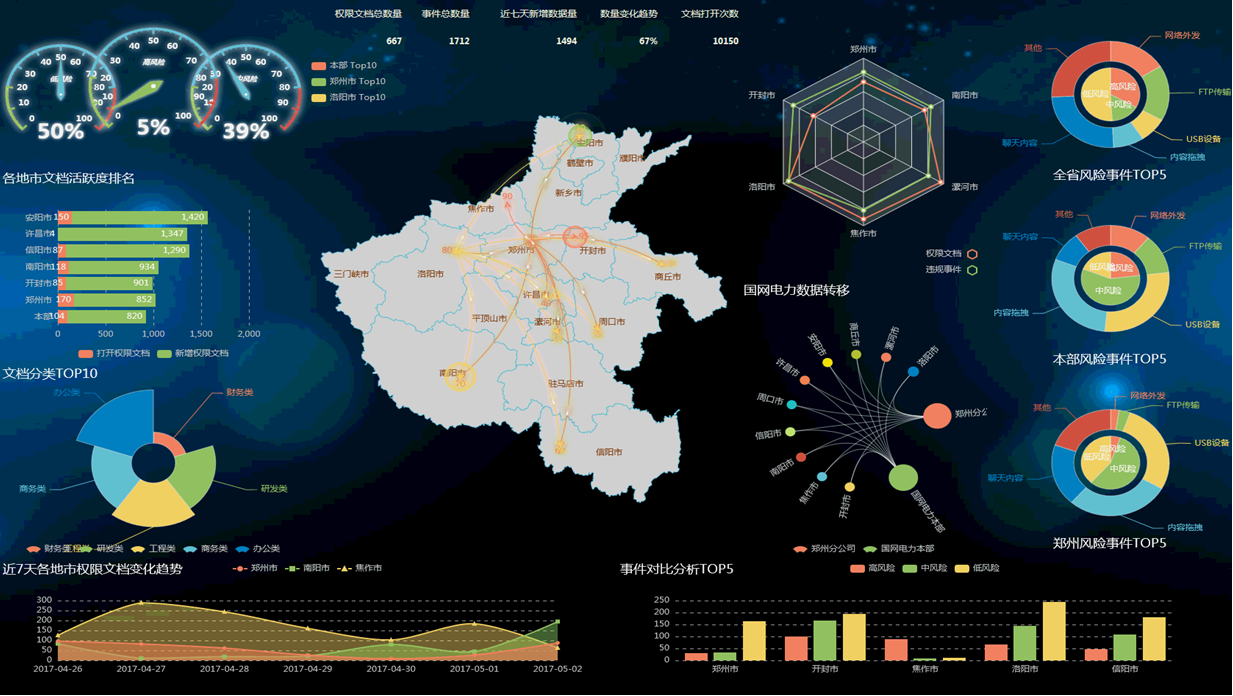 权限文档总数量 事件总数量 近七天新增数据量 数量变化趋势 文档打开次数
667 1712 1494 67% 10150
0 10 20 30 40 50 60 70 80 90 100
50%
高风险
5%
39%
本部 Top10
郑州市 Top10
洛阳市 Top10
各地市文档活跃度排名
安阳市 150 1,420
许昌市 4 1,347
信阳市 87 1,290
南阳市 118 934
开封市 85 901
郑州市 170 852
本部 104 820
0 500 1,000 1,500 2,000
打开权限文档 新增权限文档
文档分类TOP10
办公类 财务类
商务类 研发类
工程类
财务类 研发类 工程类 商务类 办公类
安阳市
鹤壁市 濮阳市
新乡市
焦作市 90
80 郑州市 开封市
三门峡市 洛阳市 商丘市
许昌市
平顶山市 漯河市 周口市
南阳市 驻马店市
信阳市
郑州市
开封市 南阳市
洛阳市 漯河市
焦作市
权限文档
违规事件
国网电力数据转移
安阳市 商丘市 漯河市 洛阳市
许昌市
周口市 郑州分公
信阳市
南阳市
焦作市 开封市 国网电力本部
郑州分公司 国网电力本部
其他 网络外发
低风险 高风险 FTP传输
中风险
聊天内容 USB设备
内容拖拽
全省风险事件TOP5
其他 网络外发
聊天内容 FTP传输
低风险 高风险
中风险
内容拖拽 USB设备
本部风险事件TOP5
其他 网络外发
FTP传输
高风险 USB设备
低风险 中风险
聊天内容
内容拖拽
郑州风险事件TOP5
近7天各地市权限文档变化趋势
郑州市 南阳市 焦作市
300
250
200
150
100
50
0
2017-04-26 2017-04-27 2017-04-28 2017-04-29 2017-04-30 2017-05-01 2017-05-02
事件对比分析TOP5
高风险 中风险 低风险
250
200
150
100
50
0
郑州市 开封市 焦作市 洛阳市 信阳市